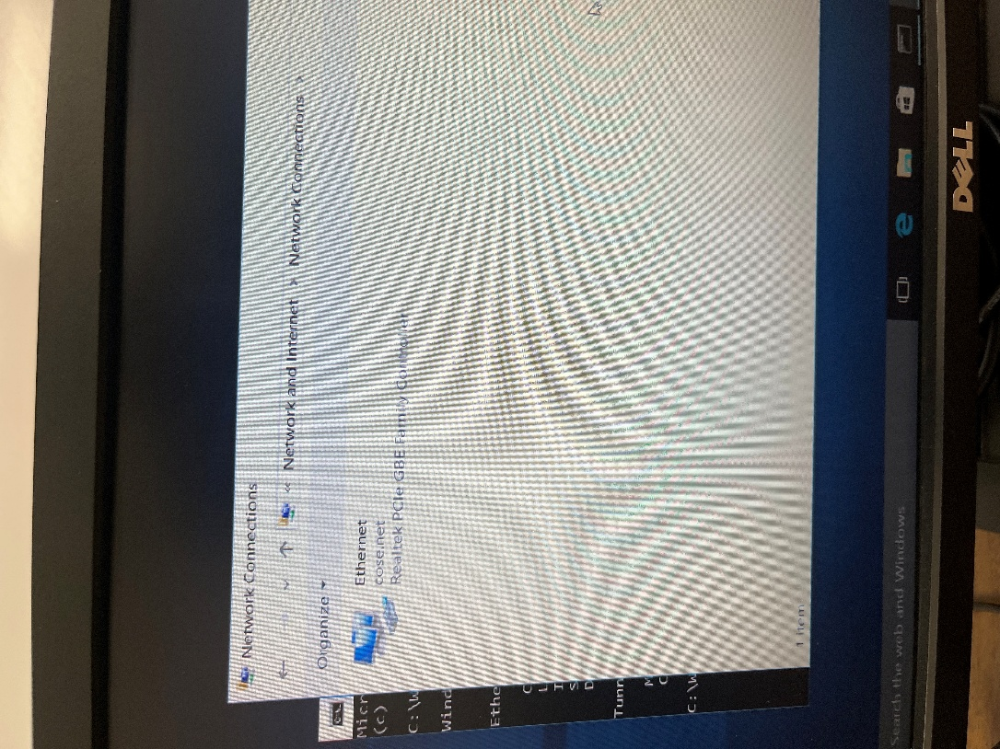 Network Connections
« Network and Internet > Network Connections >
Organize
Ethernet
cose.net
Realtek PCIe GBE Family Controller
1 item
Micr
(c)
C:\W
Wind
Ethe
C
L
I
S
D
Tunn
M
C
C:\W
Search the web and Windows
DELL